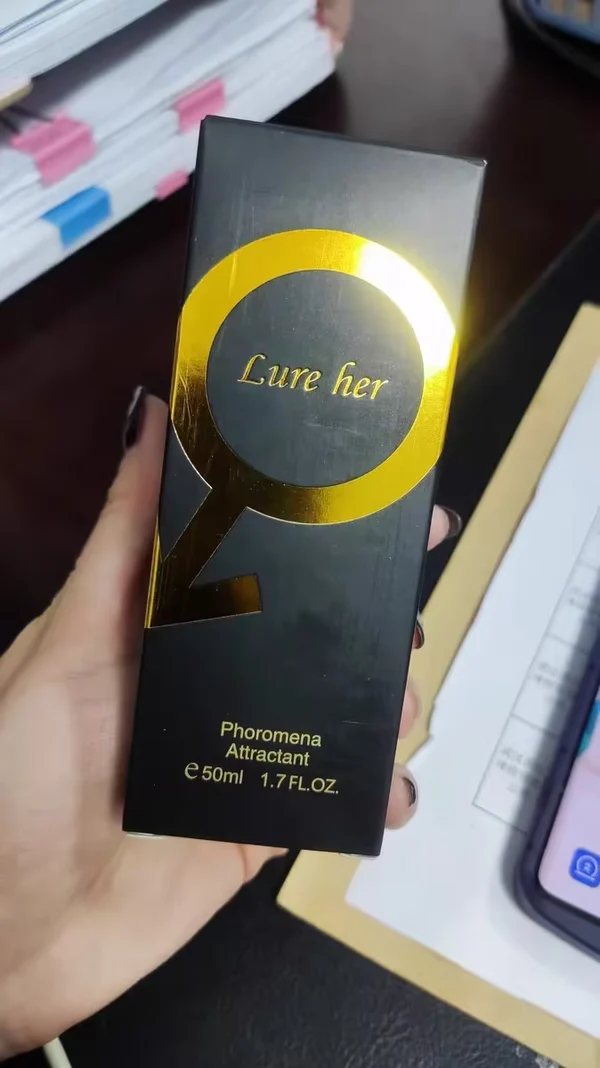 Lure her
Phoromena
Attractant
℮50ml 1.7 FL.OZ.